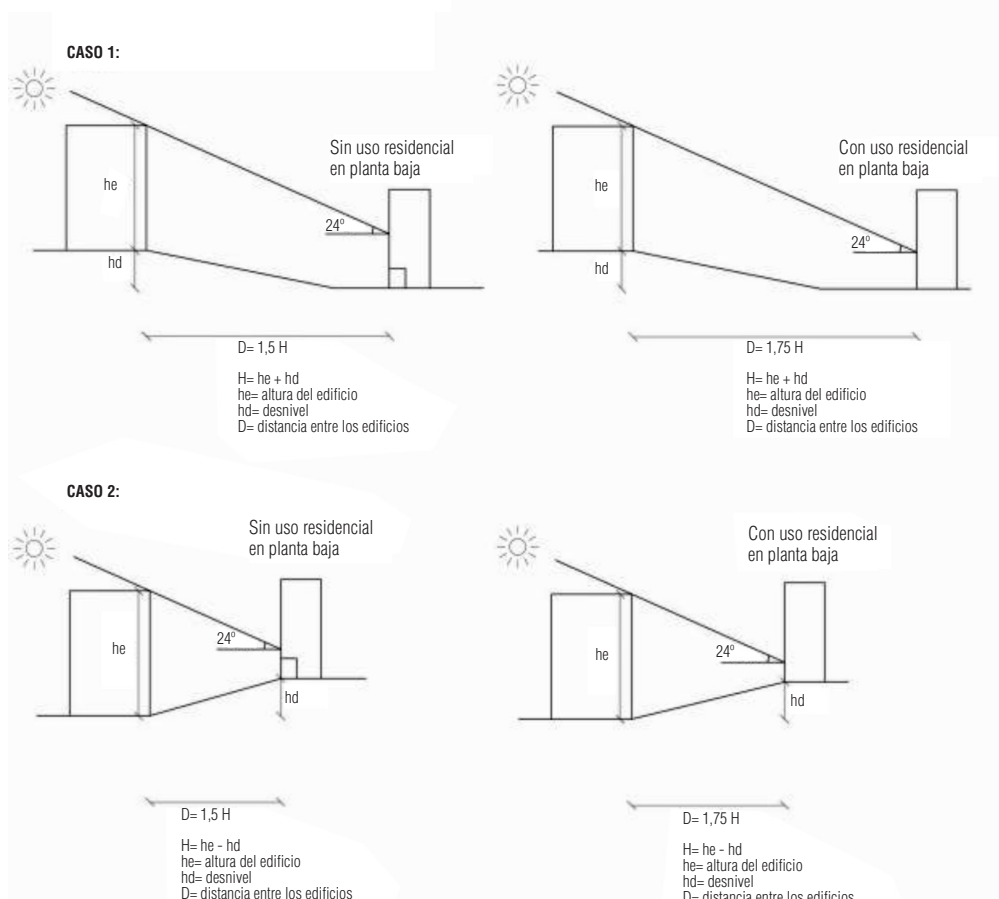 CASO 1:
Sin uso residencial
en planta baja
he
24º
hd
D= 1,5 H
H= he + hd
he= altura del edificio
hd= desnivel
D= distancia entre los edificios
Con uso residencial
en planta baja
he
24º
hd
D= 1,75 H
H= he + hd
he= altura del edificio
hd= desnivel
D= distancia entre los edificios
CASO 2:
Sin uso residencial
en planta baja
24º
he
hd
D= 1,5 H
H= he - hd
he= altura del edificio
hd= desnivel
D= distancia entre los edificios
Con uso residencial
en planta baja
24º
he
hd
D= 1,75 H
H= he - hd
he= altura del edificio
hd= desnivel
D= distancia entre los edificios